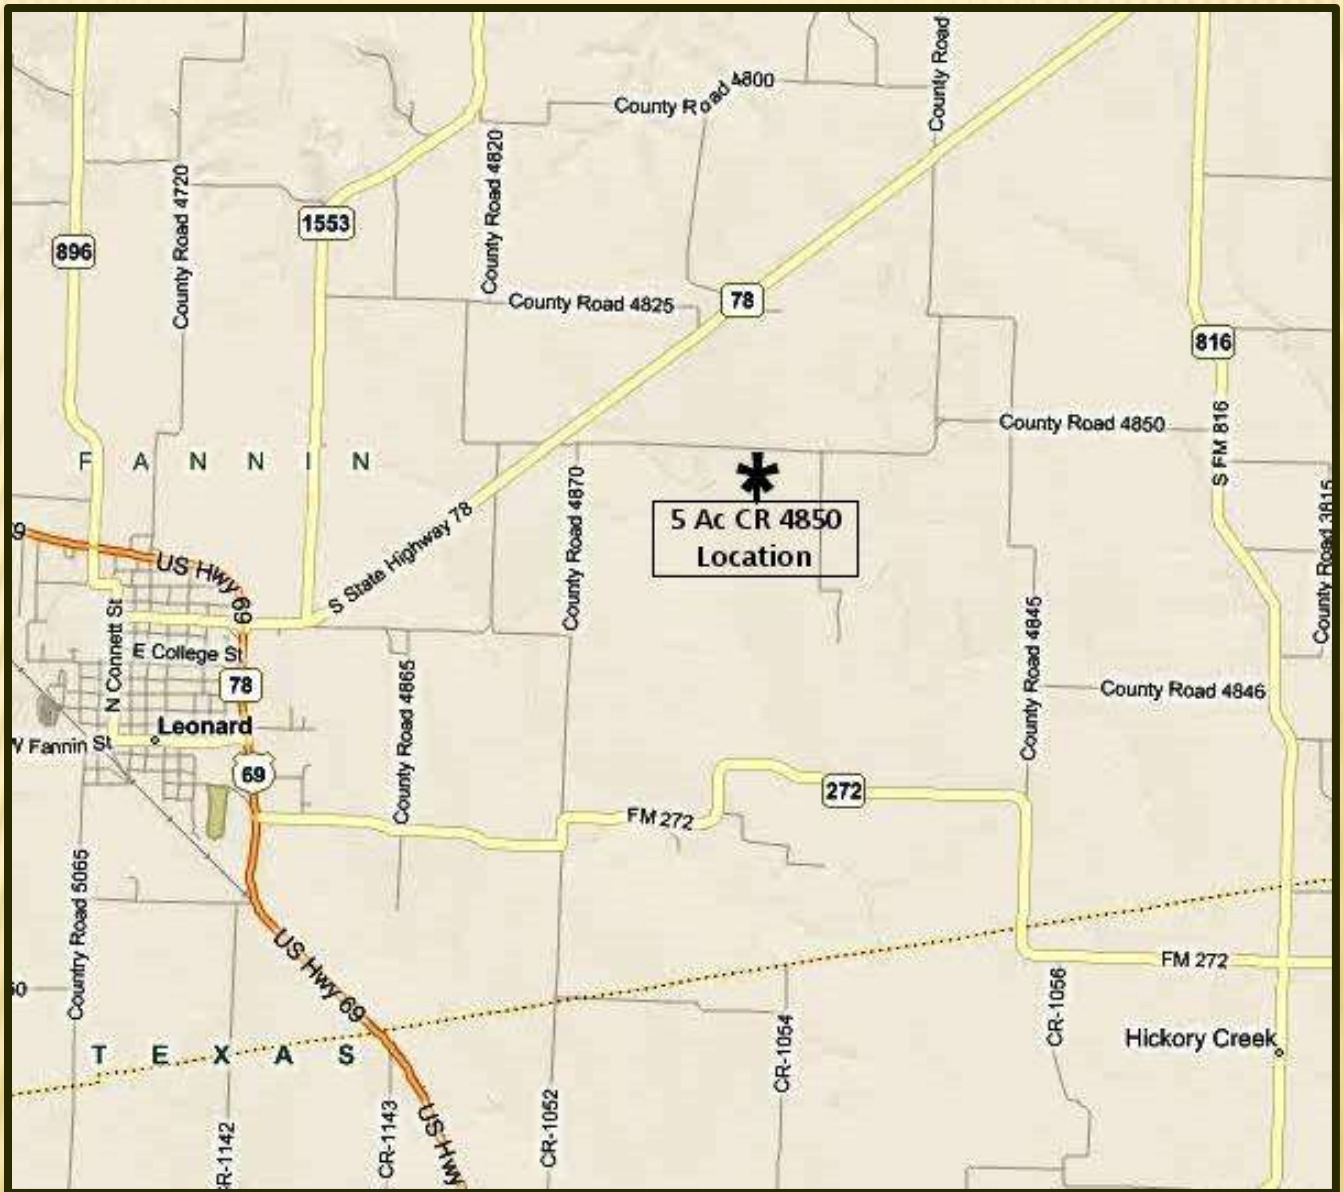 County Road 4800
County Road
County Road 4720
County Road 4820
1553
896
County Road 4825
78
816
County Road 4850
S FM 816
F A N N I N
5 Ac CR 4850
Location
County Road 4870
S State Highway 78
County Road 3815
US Hwy 69
N Connett St
E College St
78
County Road 4865
County Road 4845
County Road 4846
Leonard
W Fannin St
69
272
FM 272
Country Road 5065
US Hwy 69
FM 272
CR-1056
CR-1054
Hickory Creek
T E X A S
CR-1052
CR-1143
US Hwy
R-1142